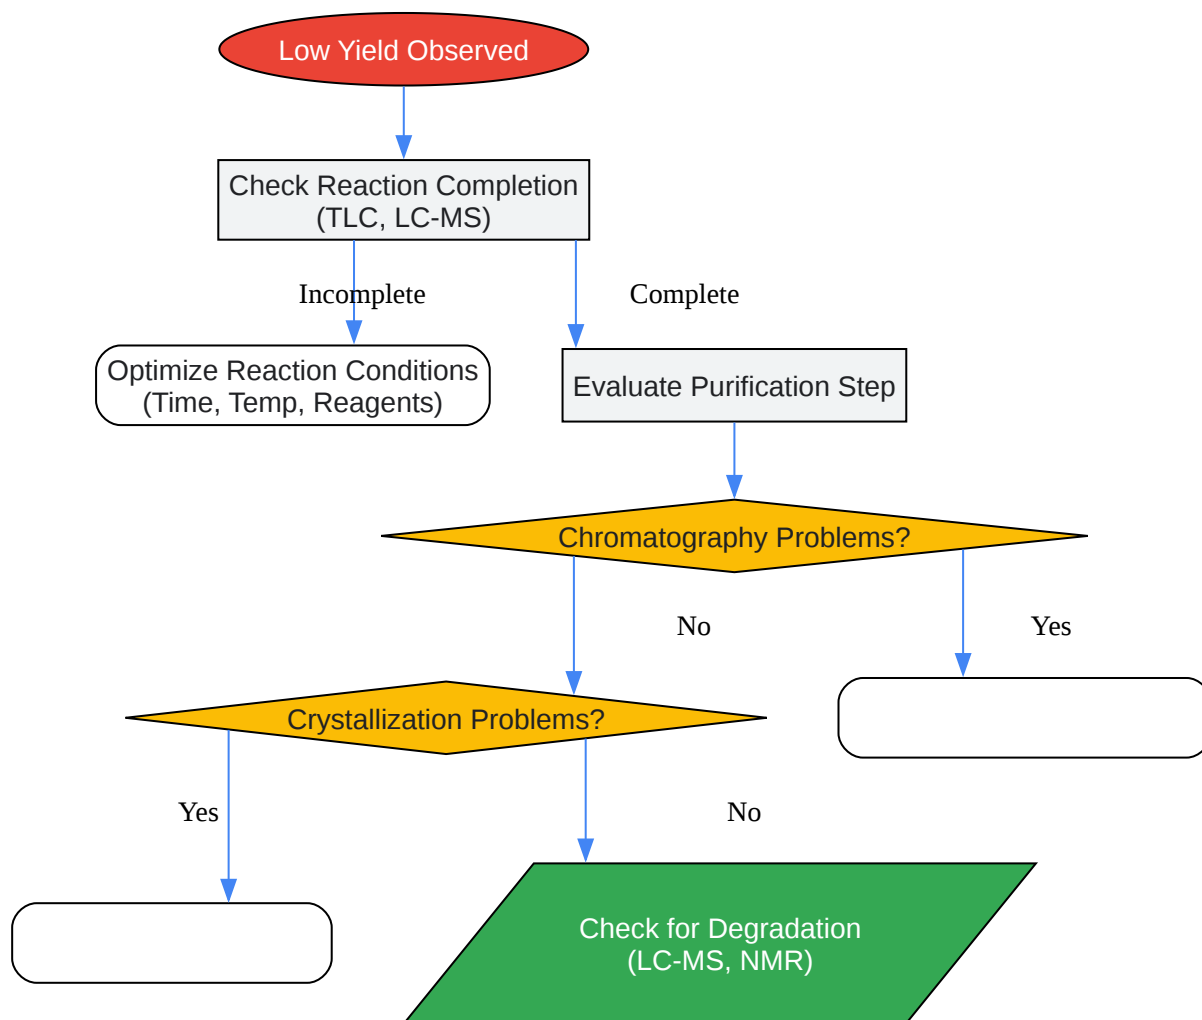 Low Yield Observed
Check Reaction Completion
(TLC, LC-MS)
Incomplete
Complete
Optimize Reaction Conditions
(Time, Temp, Reagents)
Evaluate Purification Step
Chromatography Problems?
No
Yes
Crystallization Problems?
Yes
No
Check for Degradation
(LC-MS, NMR)